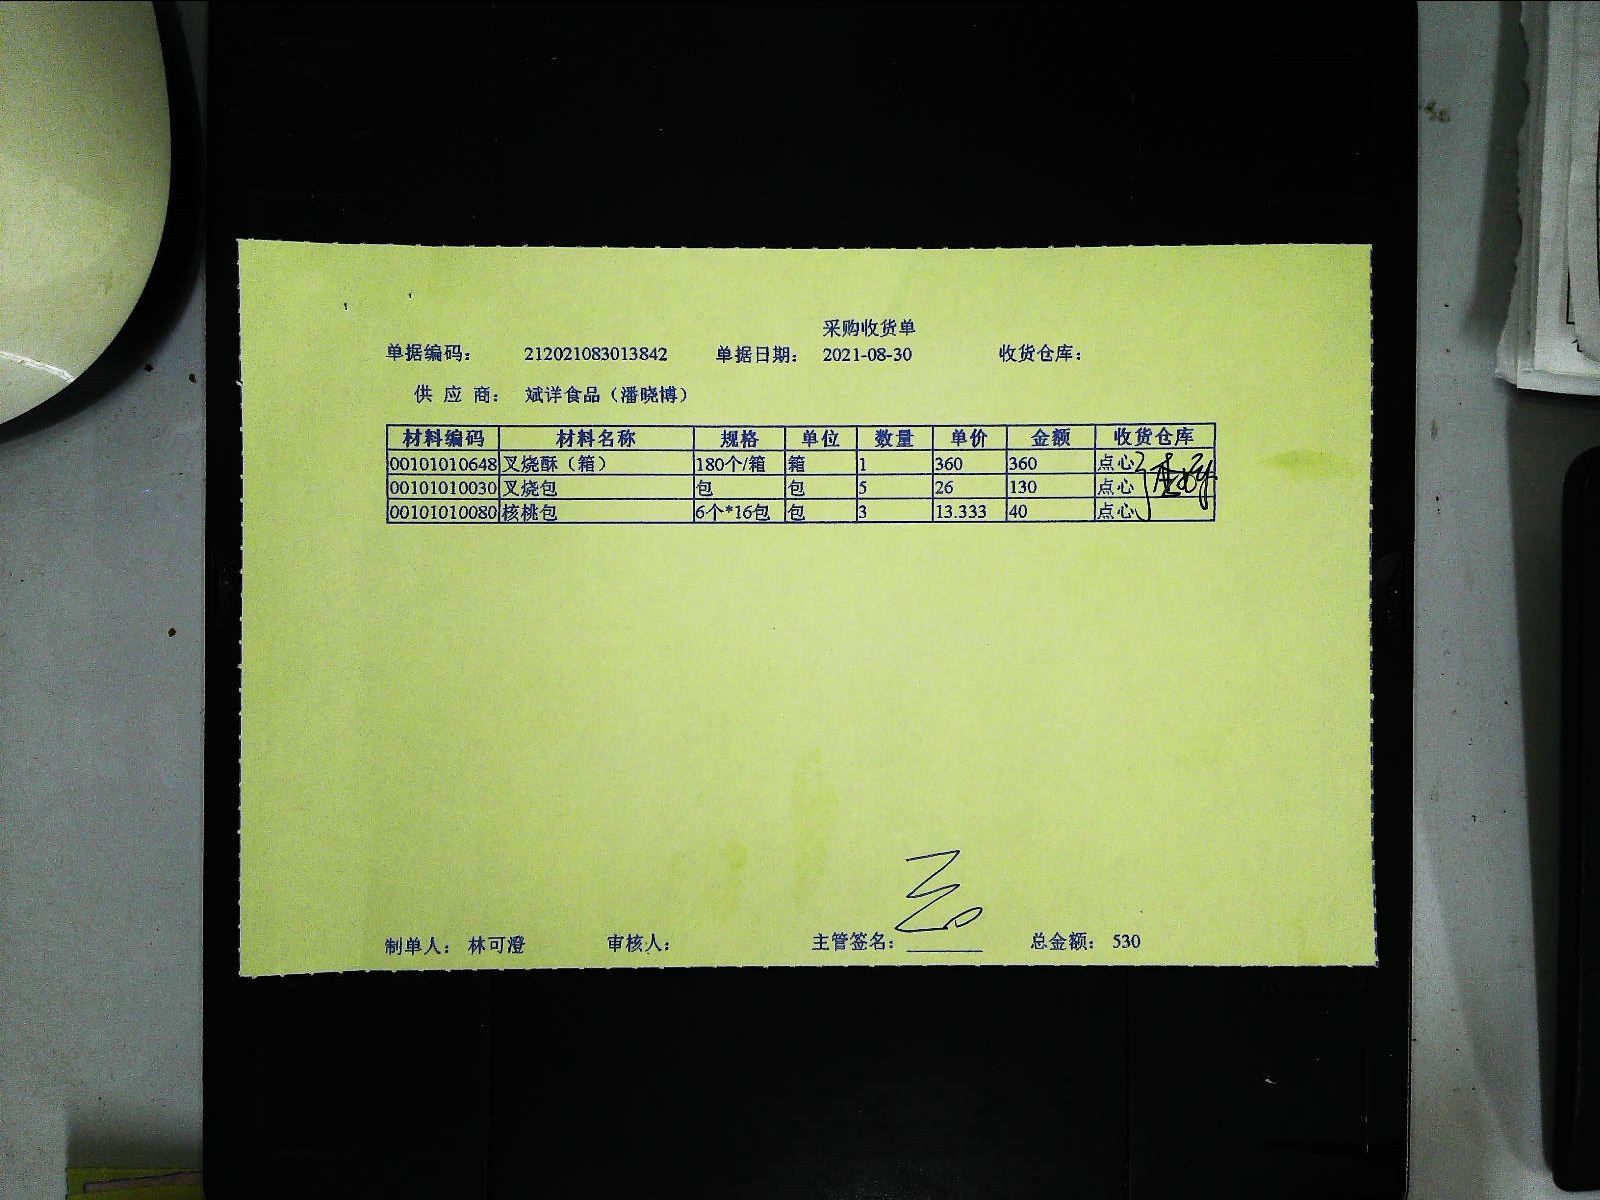 采购收货单
单据编码： 212021083013842 单据日期： 2021-08-30 收货仓库：
供 应 商： 斌洋食品（潘晓博）
材料编码 材料名称 规格 单位 数量 单价 金额 收货仓库
00101010648 叉烧酥（箱） 180个/箱 箱 1 360 360 点心
00101010030 叉烧包 包 包 5 26 130 点心
00101010080 核桃包 6个*16包 包 3 13.333 40 点心
制单人： 林可澄 审核人： 主管签名： 总金额： 530